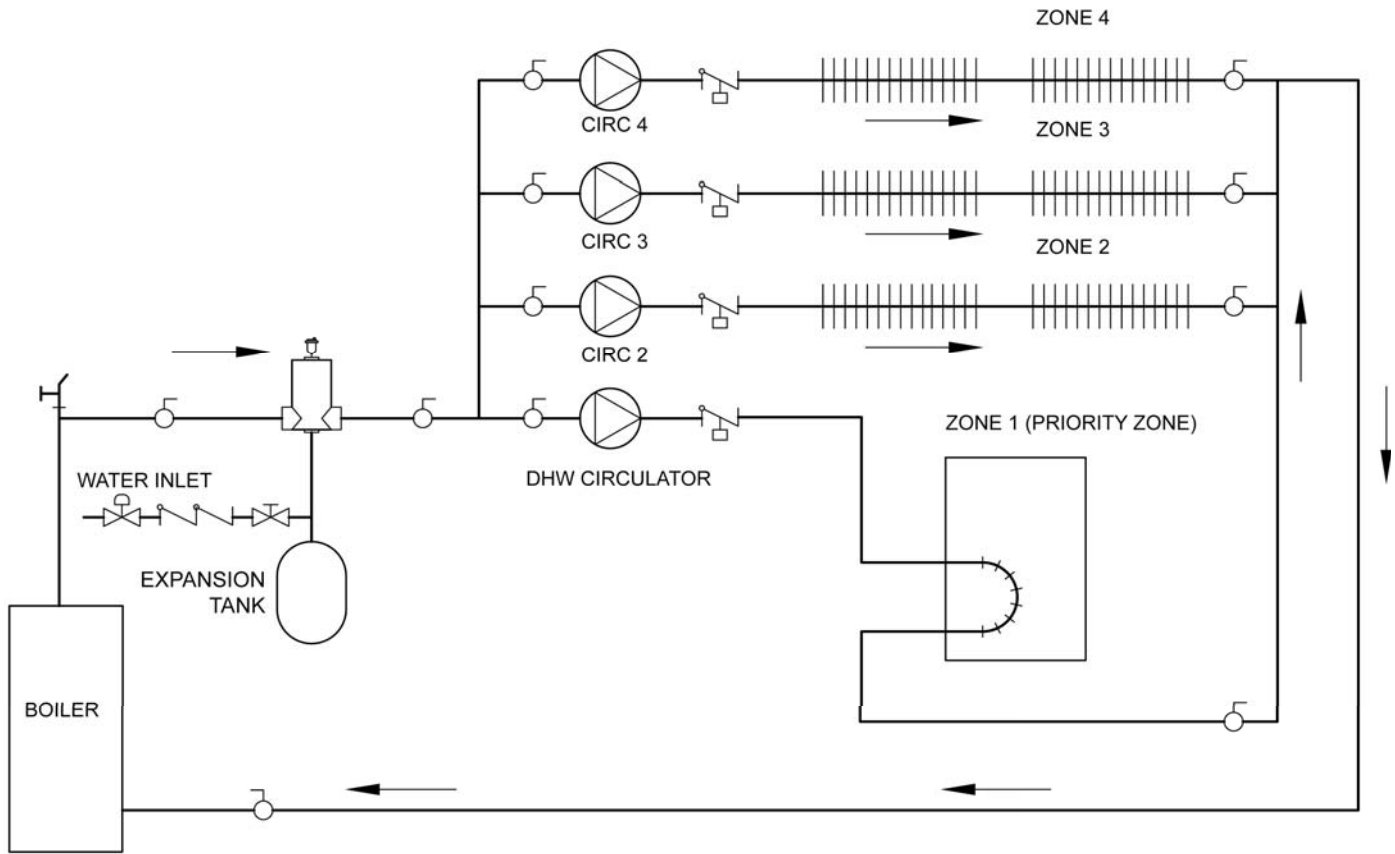 ZONE 4
CIRC 4
ZONE 3
CIRC 3
ZONE 2
CIRC 2
ZONE 1 (PRIORITY ZONE)
DHW CIRCULATOR
WATER INLET
EXPANSION
TANK
BOILER